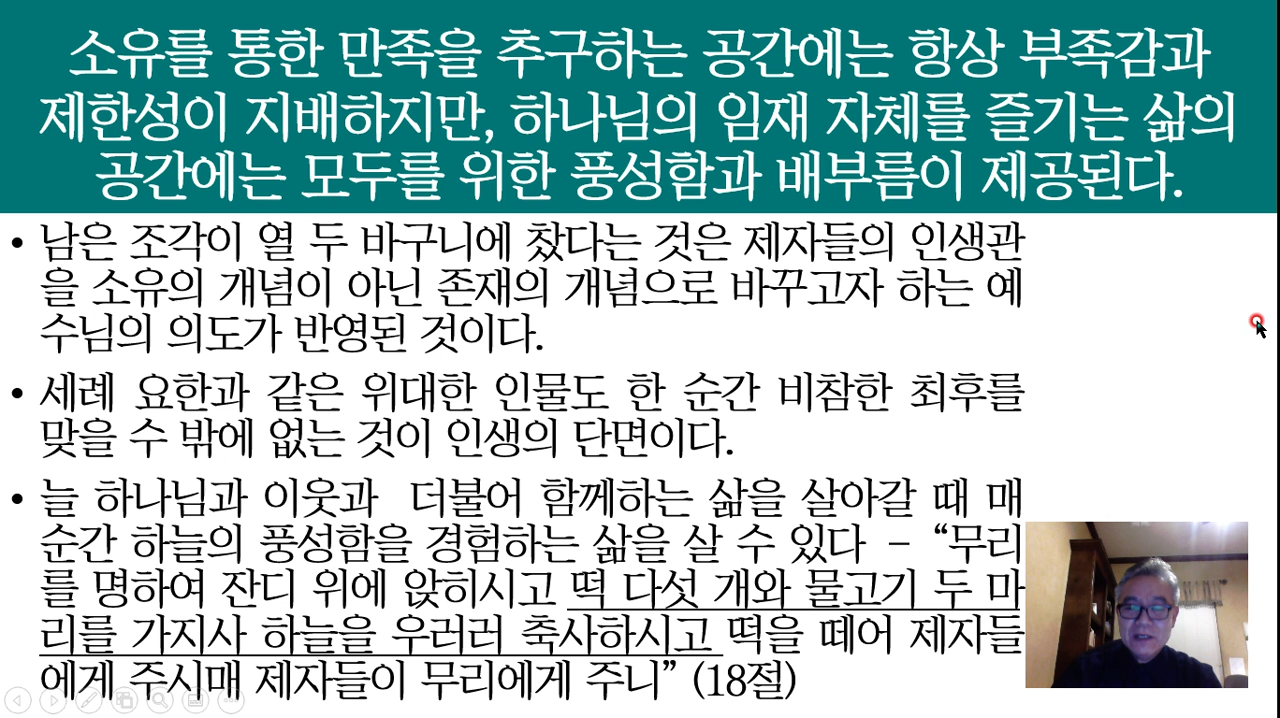 소유를 통한 만족을 추구하는 공간에는 항상 부족감과
제한성이 지배하지만, 하나님의 임재 자체를 즐기는 삶의
공간에는 모두를 위한 풍성함과 배부름이 제공된다.
• 남은 조각이 열 두 바구니에 찼다는 것은 제자들의 인생관
을 소유의 개념이 아닌 존재의 개념으로 바꾸고자 하는 예
수님의 의도가 반영된 것이다.
• 세례 요한과 같은 위대한 인물도 한 순간 비참한 최후를
맞을 수 밖에 없는 것이 인생의 단면이다.
• 늘 하나님과 이웃과 더불어 함께하는 삶을 살아갈 때 매
순간 하늘의 풍성함을 경험하는 삶을 살 수 있다 – “무리
를 명하여 잔디 위에 앉히시고 떡 다섯 개와 물고기 두 마
리를 가지사 하늘을 우러러 축사하시고 떡을 떼어 제자들
에게 주시매 제자들이 무리에게 주니” (18절)